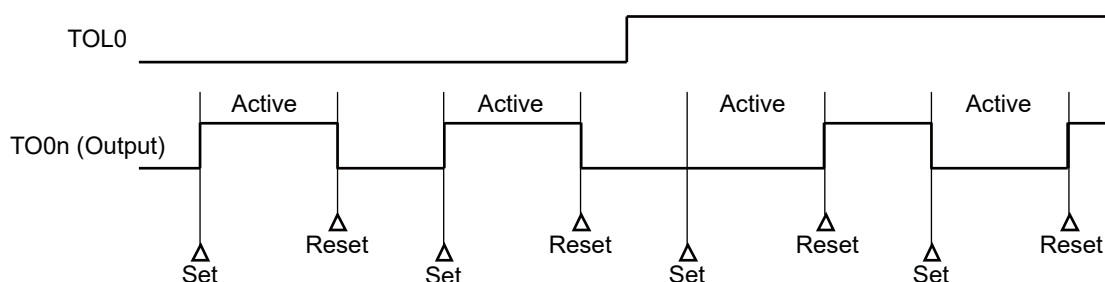 TOL0
Active Active Active Active
TO0n (Output)
Reset Reset Reset Reset
Set Set Set Set